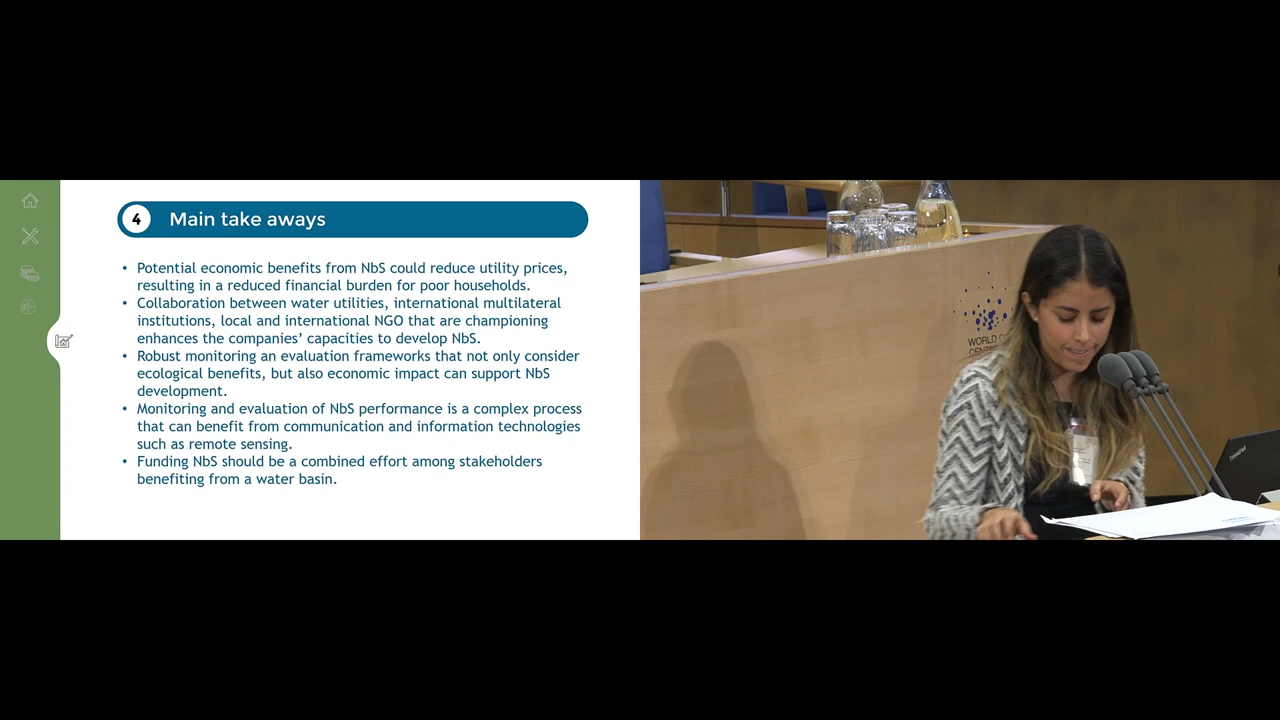 4 Main take aways
• Potential economic benefits from NbS could reduce utility prices,
resulting in a reduced financial burden for poor households.
• Collaboration between water utilities, international multilateral
institutions, local and international NGO that are championing
enhances the companies’ capacities to develop NbS.
• Robust monitoring an evaluation frameworks that not only consider
ecological benefits, but also economic impact can support NbS
development.
• Monitoring and evaluation of NbS performance is a complex process
that can benefit from communication and information technologies
such as remote sensing.
• Funding NbS should be a combined effort among stakeholders
benefiting from a water basin.
WORLD
ThinkPad